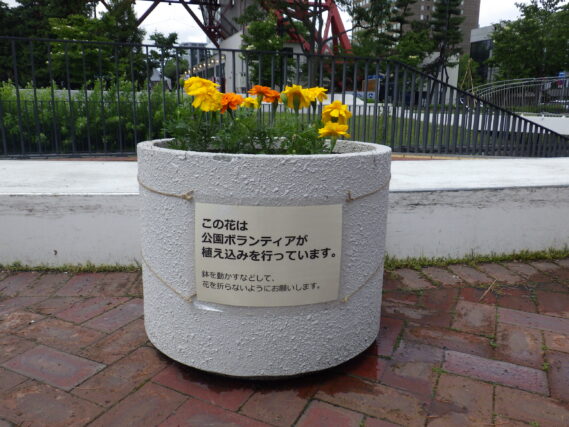 この花は
公園ボランティアが
植え込みを行っています。
鉢を動かすなどして、
花を折らないようにお願いします。